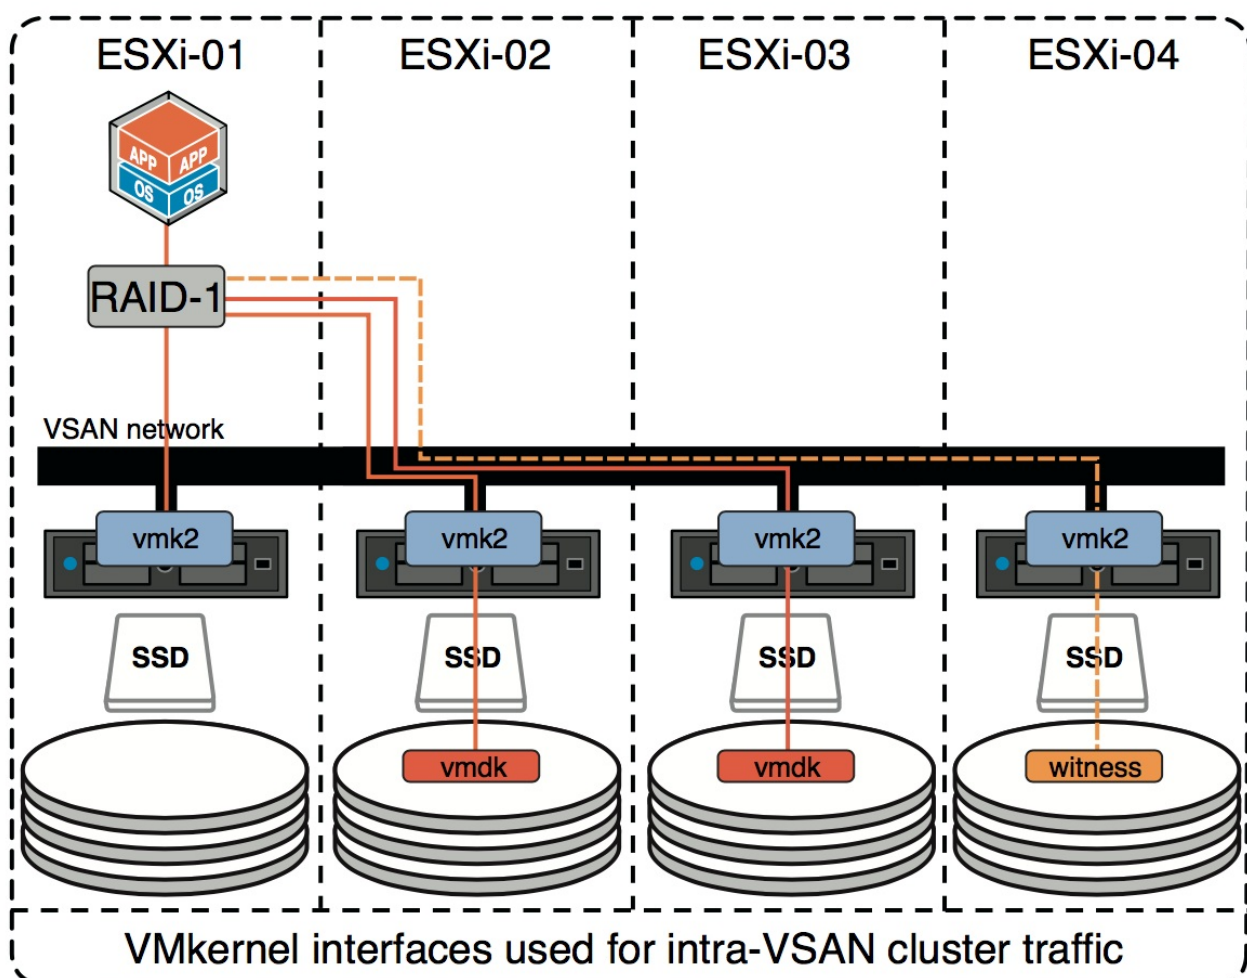 ESXi-01 ESXi-02 ESXi-03 ESXi-04
APP APP
OS OS
RAID-1
VSAN network
vmk2 vmk2 vmk2 vmk2
SSD SSD SSD SSD
vmdk vmdk witness
VMkernel interfaces used for intra-VSAN cluster traffic